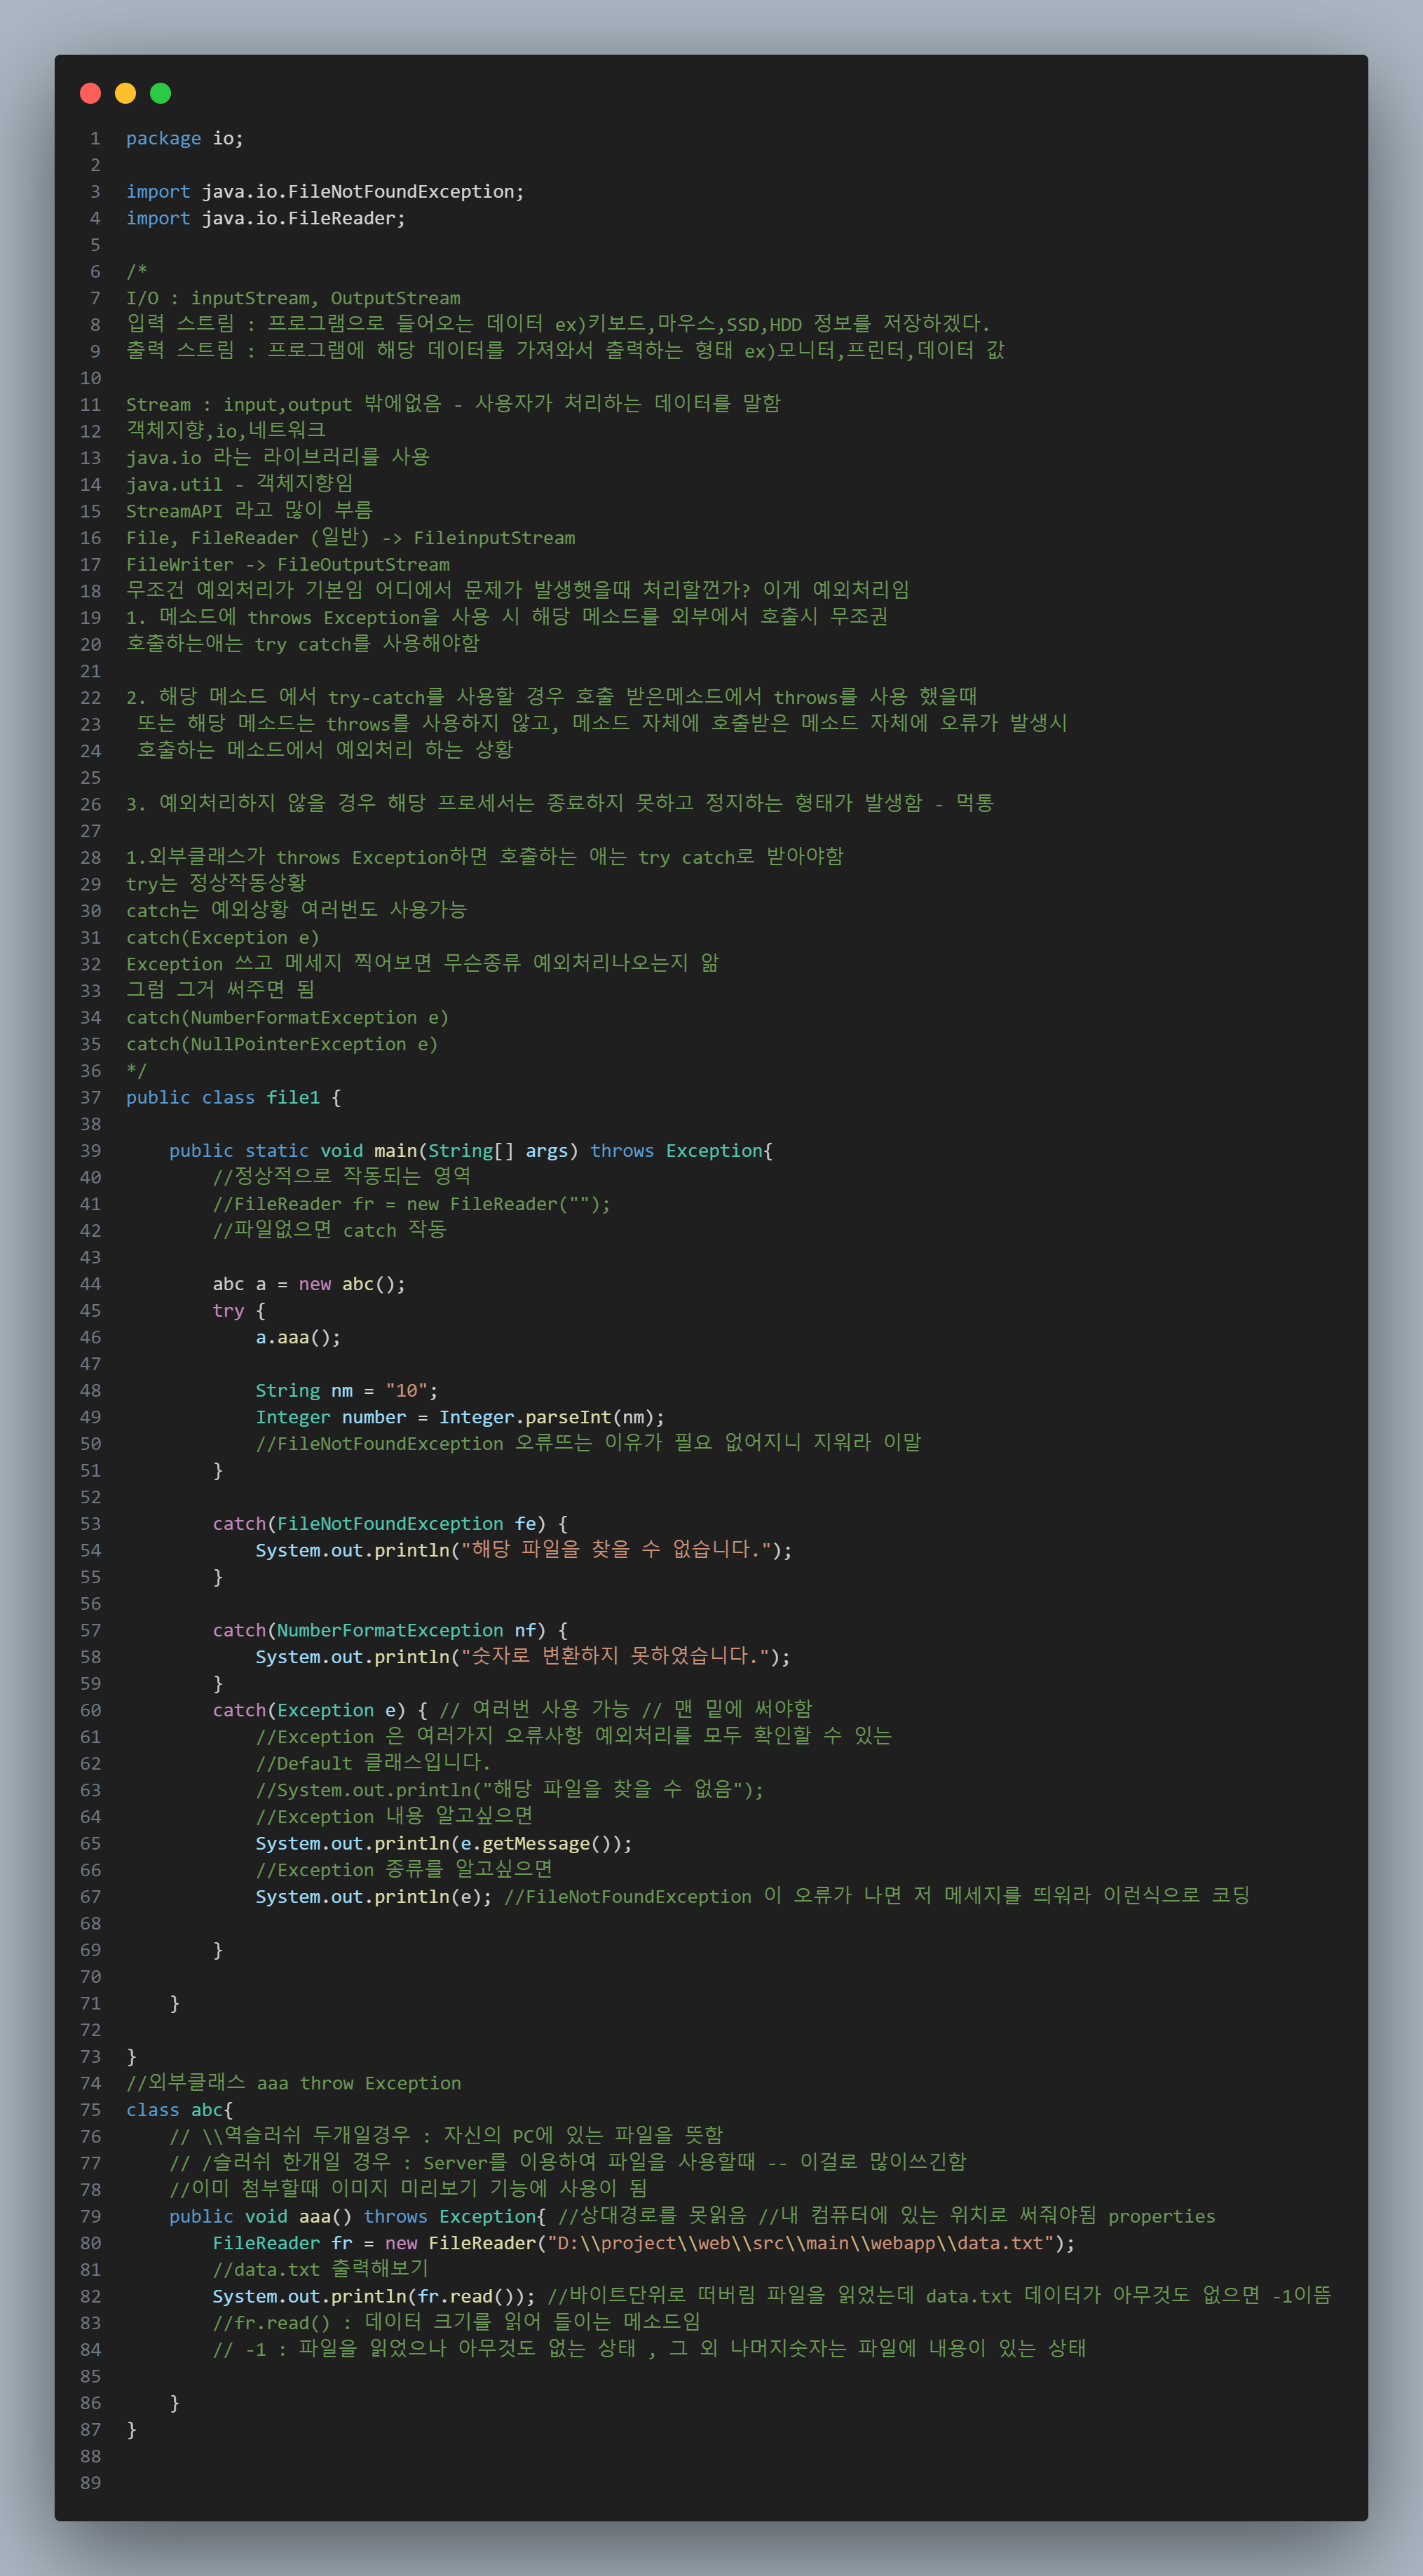 1 package io;
2
3 import java.io.FileNotFoundException;
4 import java.io.FileReader;
5
6 /*
7 I/O : inputStream, OutputStream
8 입력 스트림 : 프로그램으로 들어오는 데이터 ex)키보드,마우스,SSD,HDD 정보를 저장하겠다.
9 출력 스트림 : 프로그램에 해당 데이터를 가져와서 출력하는 형태 ex)모니터,프린터,데이터 값
10
11 Stream : input,output 밖에없음 - 사용자가 처리하는 데이터를 말함
12 객체지향,io,네트워크
13 java.io 라는 라이브러리를 사용
14 java.util - 객체지향임
15 StreamAPI 라고 많이 부름
16 File, FileReader (일반) -> FileinputStream
17 FileWriter -> FileOutputStream
18 무조건 예외처리가 기본임 어디에서 문제가 발생햇을때 처리할껀가? 이게 예외처리임
19 1. 메소드에 throws Exception을 사용 시 해당 메소드를 외부에서 호출시 무조권
20 호출하는애는 try catch를 사용해야함
21
22 2. 해당 메소드 에서 try-catch를 사용할 경우 호출 받은메소드에서 throws를 사용 했을때
23 또는 해당 메소드는 throws를 사용하지 않고, 메소드 자체에 호출받은 메소드 자체에 오류가 발생시
24 호출하는 메소드에서 예외처리 하는 상황
25
26 3. 예외처리하지 않을 경우 해당 프로세서는 종료하지 못하고 정지하는 형태가 발생함 - 먹통
27
28 1.외부클래스가 throws Exception하면 호출하는 애는 try catch로 받아야함
29 try는 정상작동상황
30 catch는 예외상황 여러번도 사용가능
31 catch(Exception e)
32 Exception 쓰고 메세지 찍어보면 무슨종류 예외처리나오는지 앎
33 그럼 그거 써주면 됨
34 catch(NumberFormatException e)
35 catch(NullPointerException e)
36 */
37 public class file1 {
38
39 public static void main(String[] args) throws Exception{
40 //정상적으로 작동되는 영역
41 //FileReader fr = new FileReader("");
42 //파일없으면 catch 작동
43
44 abc a = new abc();
45 try {
46 a.aaa();
47
48 String nm = "10";
49 Integer number = Integer.parseInt(nm);
50 //FileNotFoundException 오류뜨는 이유가 필요 없어지니 지워라 이말
51 }
52
53 catch(FileNotFoundException fe) {
54 System.out.println("해당 파일을 찾을 수 없습니다.");
55 }
56
57 catch(NumberFormatException nf) {
58 System.out.println("숫자로 변환하지 못하였습니다.");
59 }
60 catch(Exception e) { // 여러번 사용 가능 // 맨 밑에 써야함
61 //Exception 은 여러가지 오류사항 예외처리를 모두 확인할 수 있는
62 //Default 클래스입니다.
63 //System.out.println("해당 파일을 찾을 수 없음");
64 //Exception 내용 알고싶으면
65 System.out.println(e.getMessage());
66 //Exception 종류를 알고싶으면
67 System.out.println(e); //FileNotFoundException 이 오류가 나면 저 메세지를 띄워라 이런식으로 코딩
68
69 }
70
71 }
72
73 }
74 //외부클래스 aaa throw Exception
75 class abc{
76 // \\역슬러쉬 두개일경우 : 자신의 PC에 있는 파일을 뜻함
77 // /슬러쉬 한개일 경우 : Server를 이용하여 파일을 사용할때 -- 이걸로 많이쓰긴함
78 //이미 첨부할때 이미지 미리보기 기능에 사용이 됨
79 public void aaa() throws Exception{ //상대경로를 못읽음 //내 컴퓨터에 있는 위치로 써줘야됨 properties
80 FileReader fr = new FileReader("D:\\project\\web\\src\\main\\webapp\\data.txt");
81 //data.txt 출력해보기
82 System.out.println(fr.read()); //바이트단위로 떠버림 파일을 읽었는데 data.txt 데이터가 아무것도 없으면 -1이뜸
83 //fr.read() : 데이터 크기를 읽어 들이는 메소드임
84 // -1 : 파일을 읽었으나 아무것도 없는 상태 , 그 외 나머지숫자는 파일에 내용이 있는 상태
85
86 }
87 }
88
89